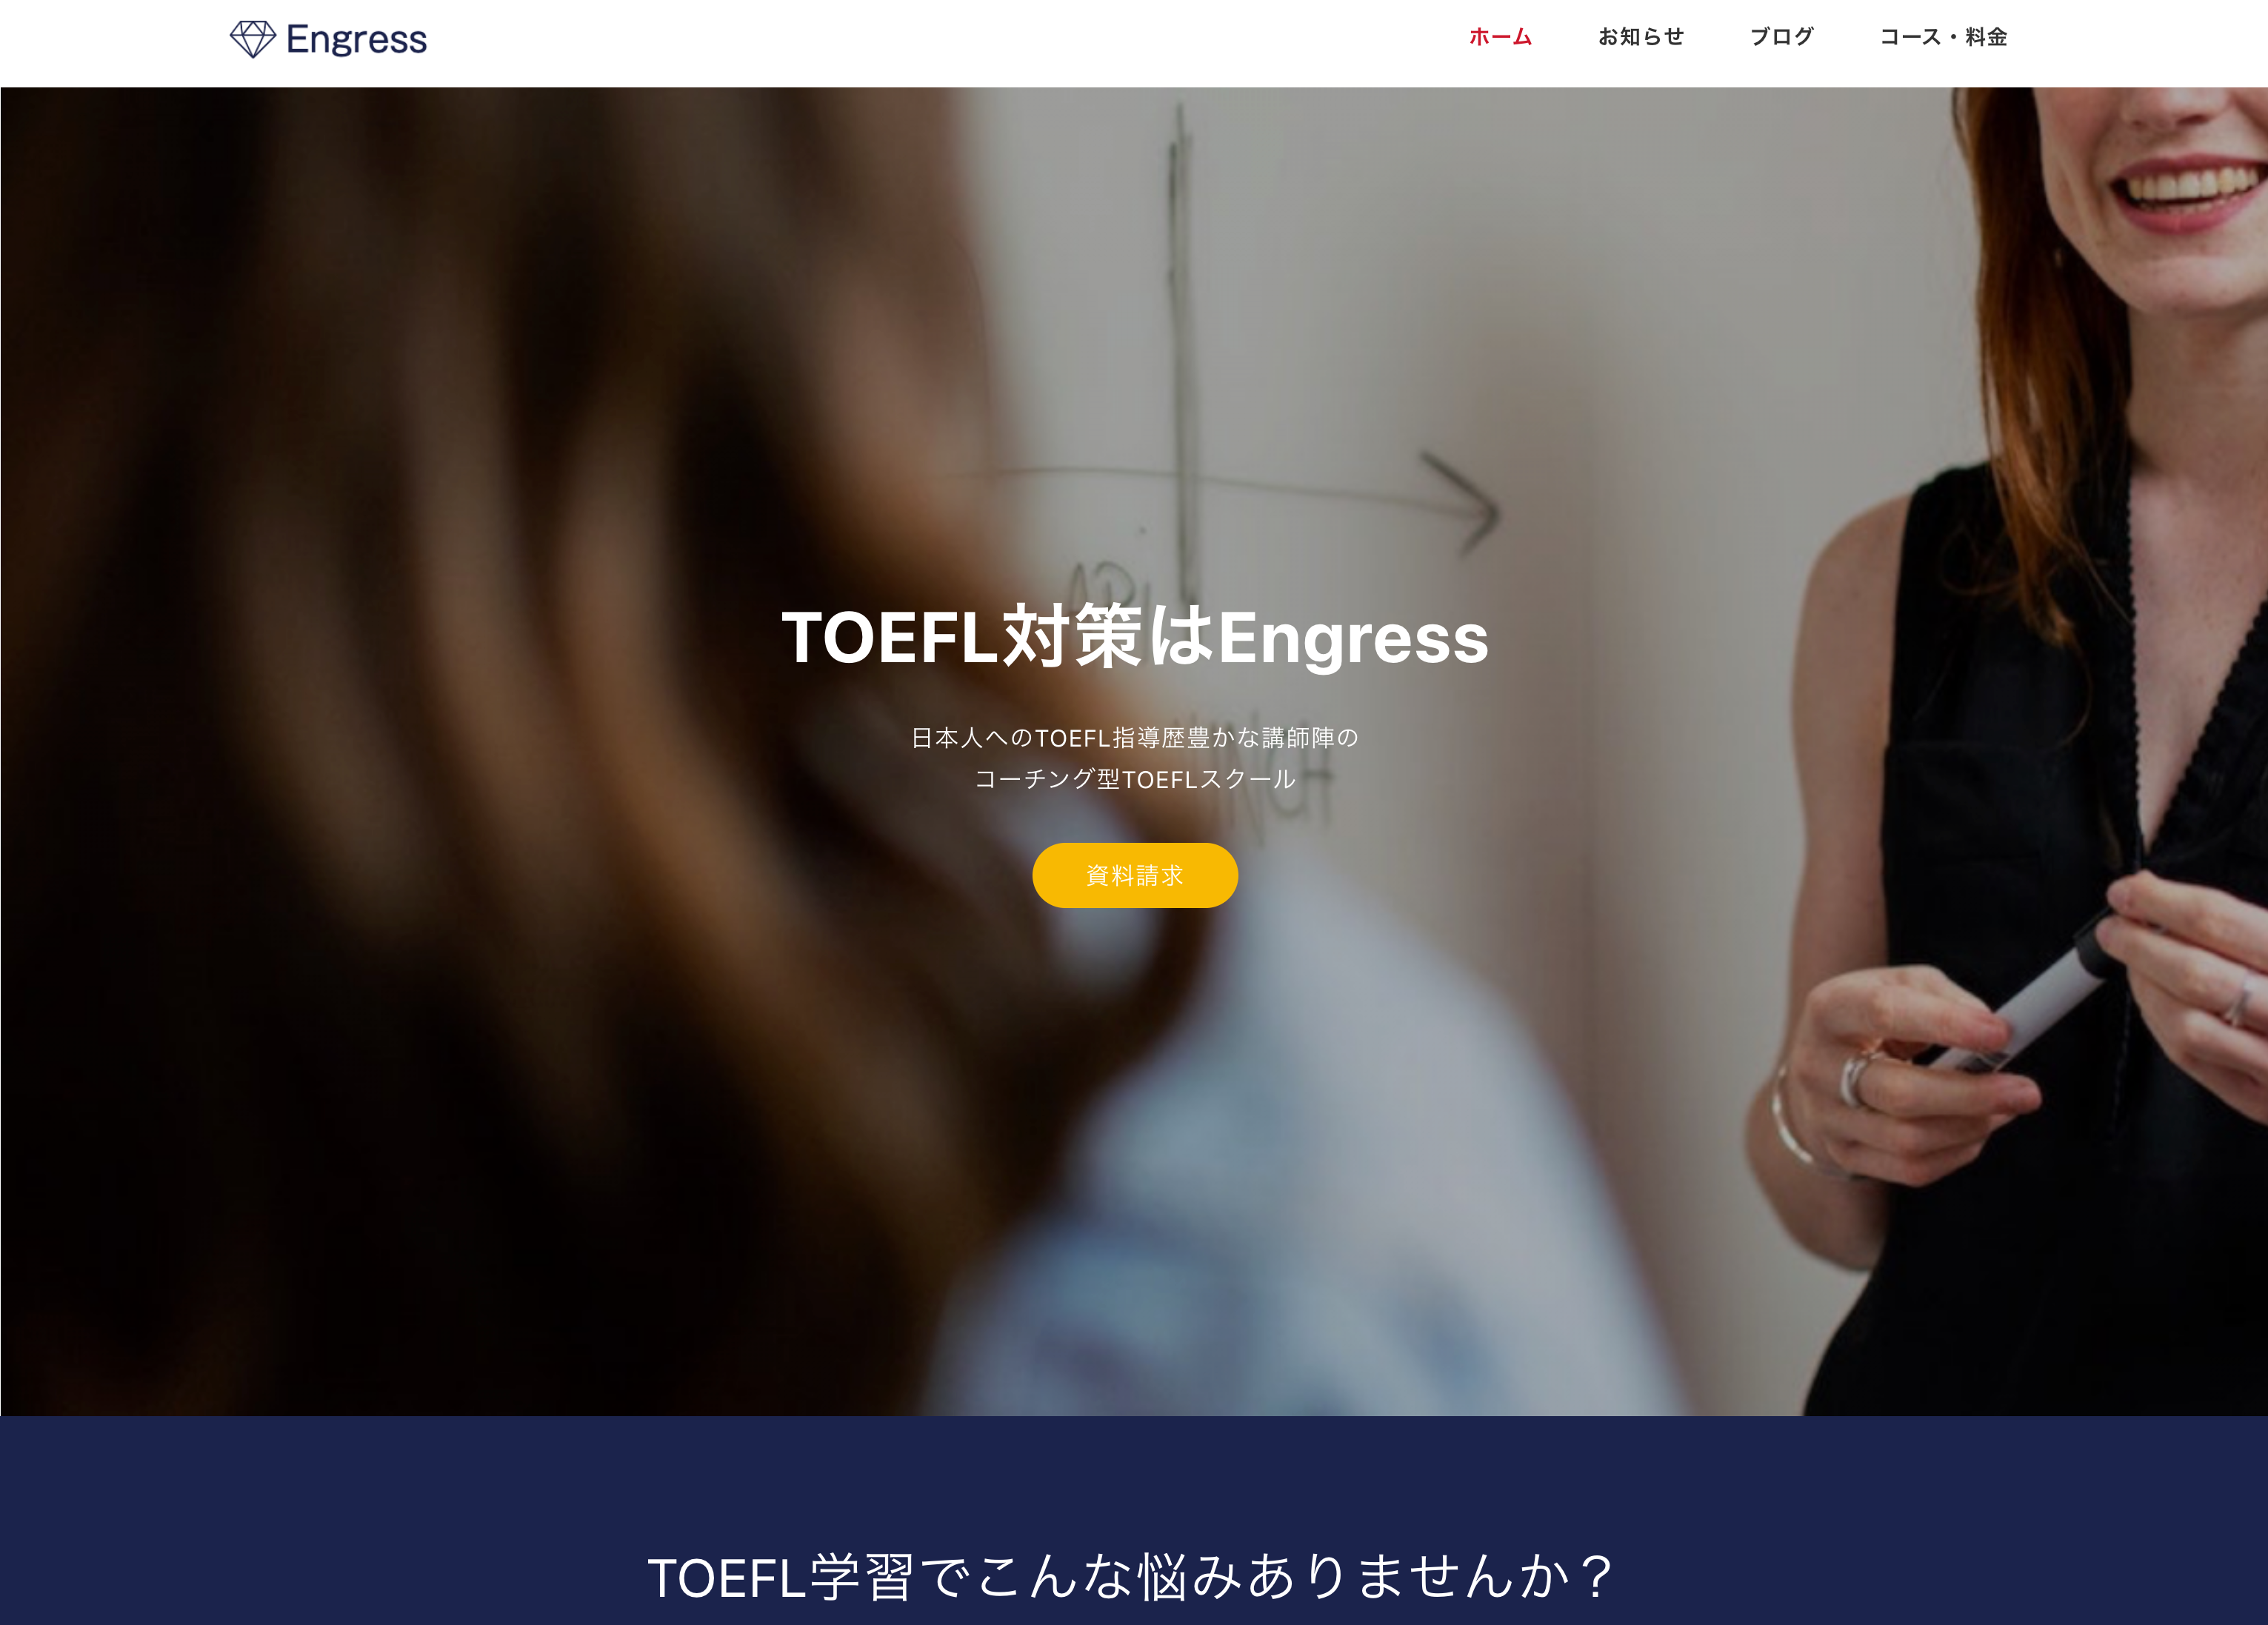 Engress
ホーム
お知らせ
ブログ
コース・料金
TOEFL対策はEngress
日本人へのTOEFL指導歴豊かな講師陣の
コーチング型TOEFLスクール
資料請求
TOEFL学習でこんな悩みありませんか？